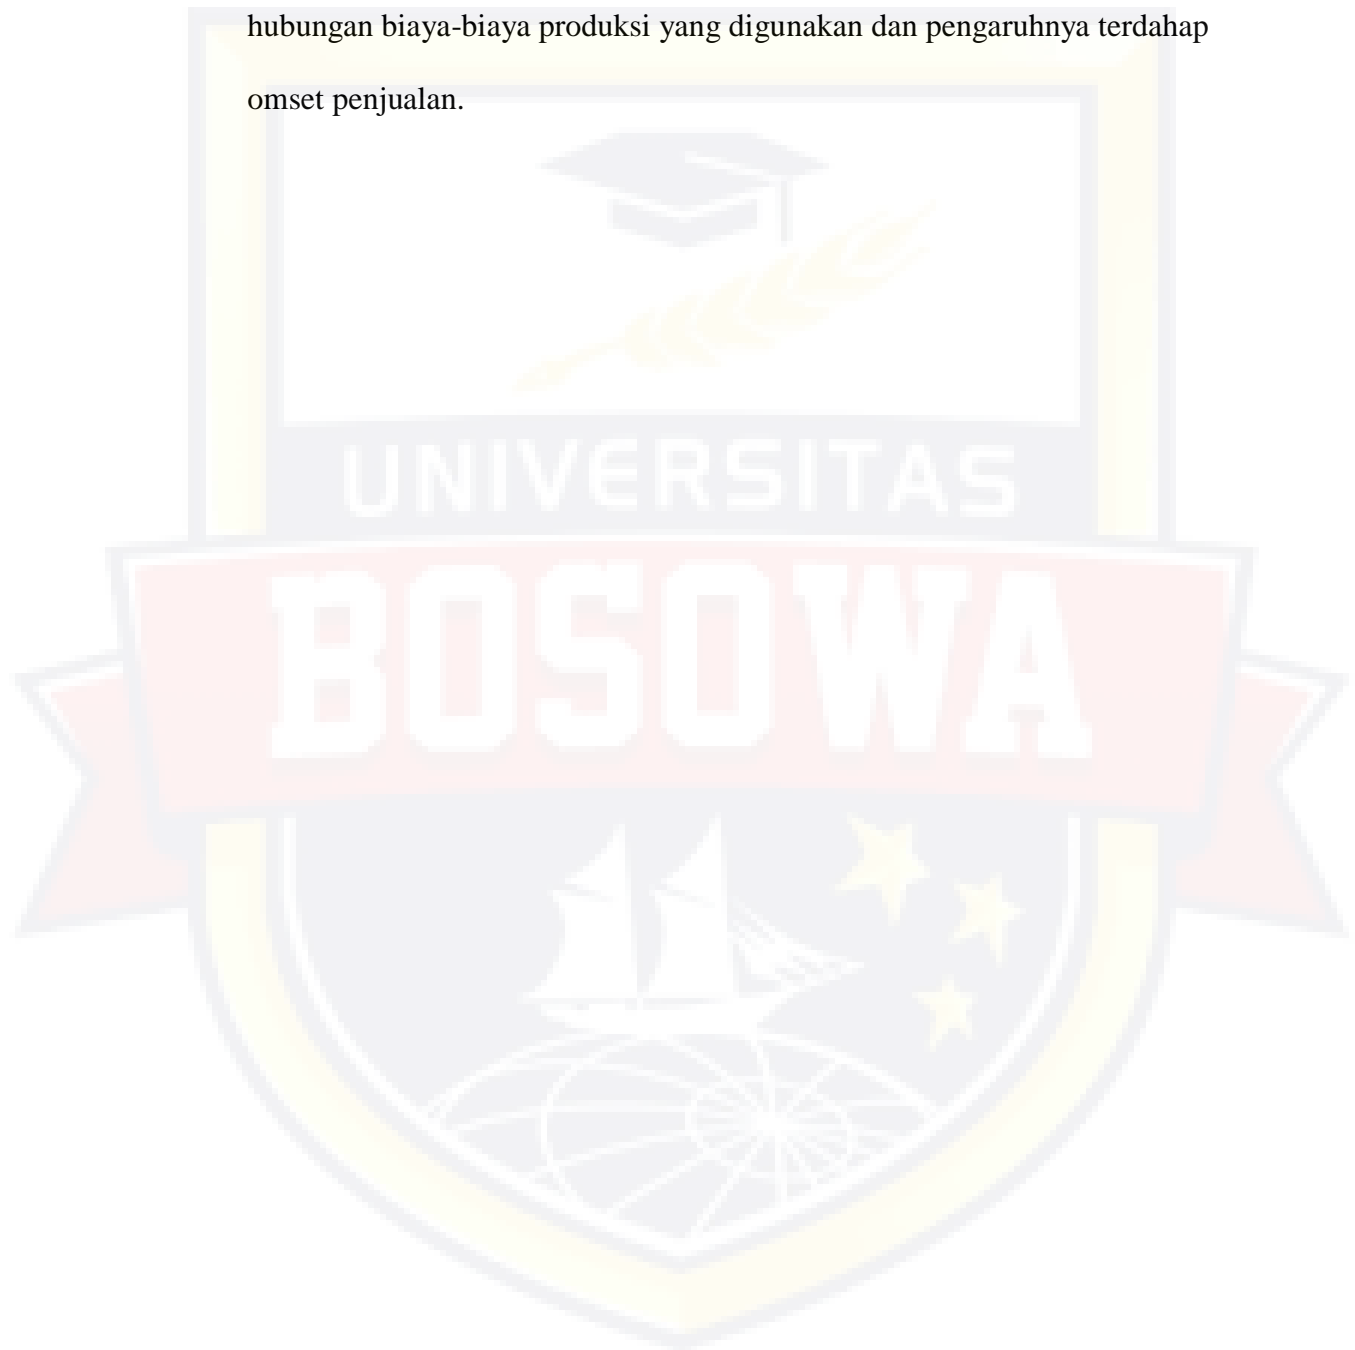 hubungan biaya-biaya produksi yang digunakan dan pengaruhnya terdahap
omset penjualan.
UNIVERSITAS
BOSOWA